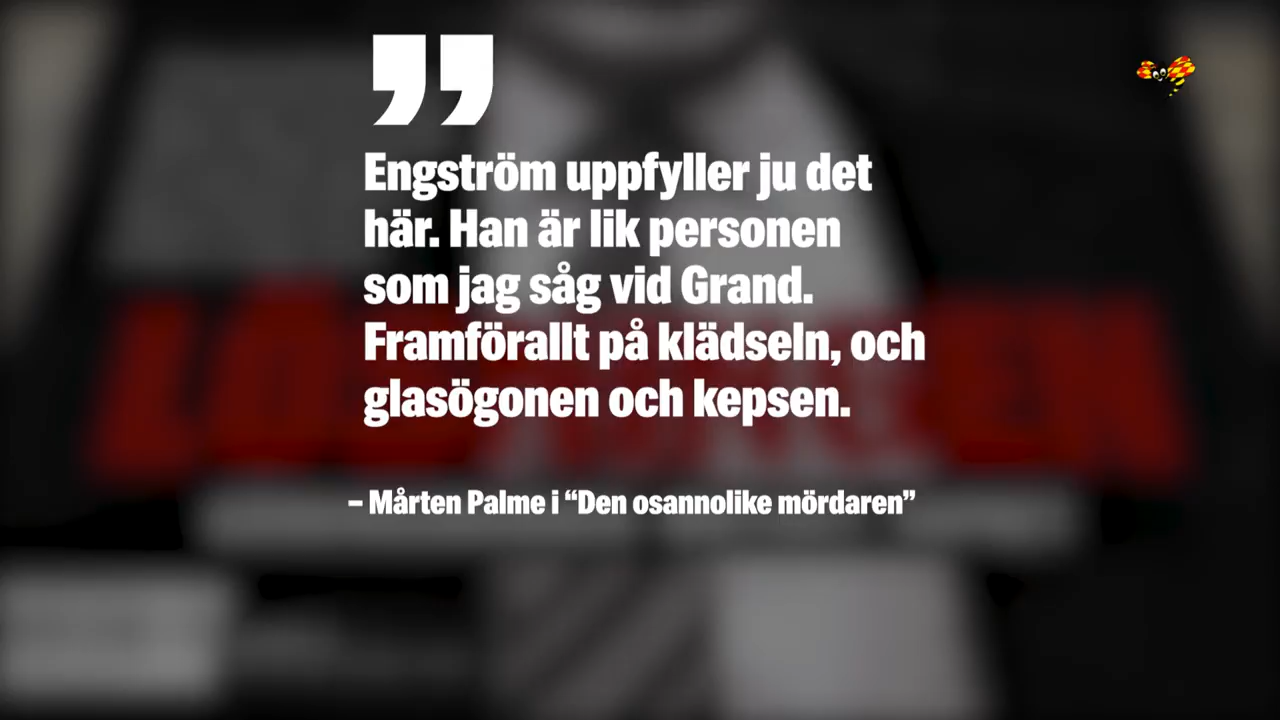 ”
Engström uppfyller ju det
här. Han är lik personen
som jag såg vid Grand.
Framförallt på klädseln, och
glasögonen och kepsen.
– Mårten Palme i “Den osannolike mördaren”